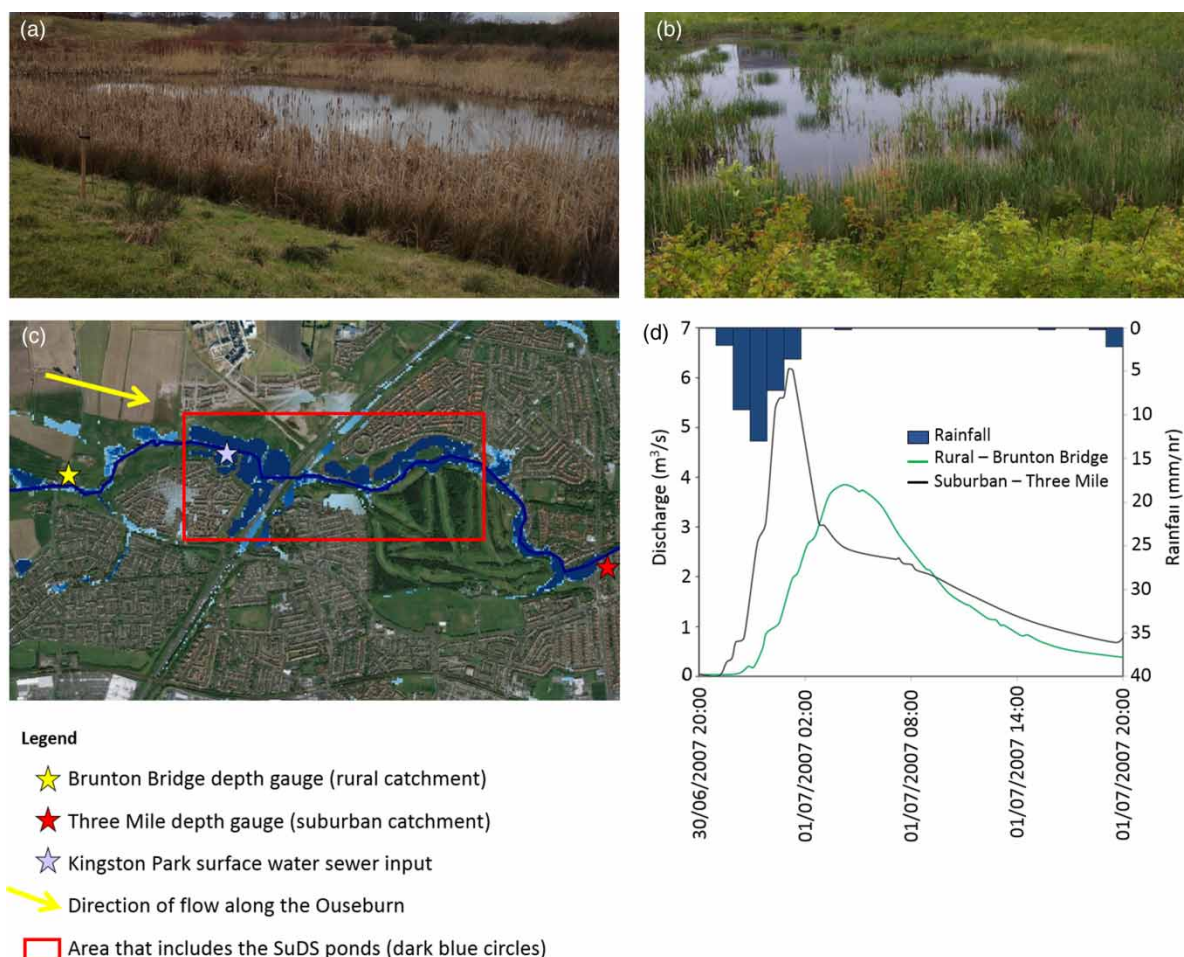 (a)
(b)
(c)
(d)
7
6
5
4
3
2
1
0
Discharge (m³/s)
0
5
10
15
20
25
30
35
40
Rainfall (mm/nr)
Rainfall
Rural – Brunton Bridge
Suburban – Three Mile
30/06/2007 20:00
01/07/2007 02:00
01/07/2007 08:00
01/07/2007 14:00
01/07/2007 20:00
Legend
Brunton Bridge depth gauge (rural catchment)
Three Mile depth gauge (suburban catchment)
Kingston Park surface water sewer input
Direction of flow along the Ouseburn
Area that includes the SuDS ponds (dark blue circles)